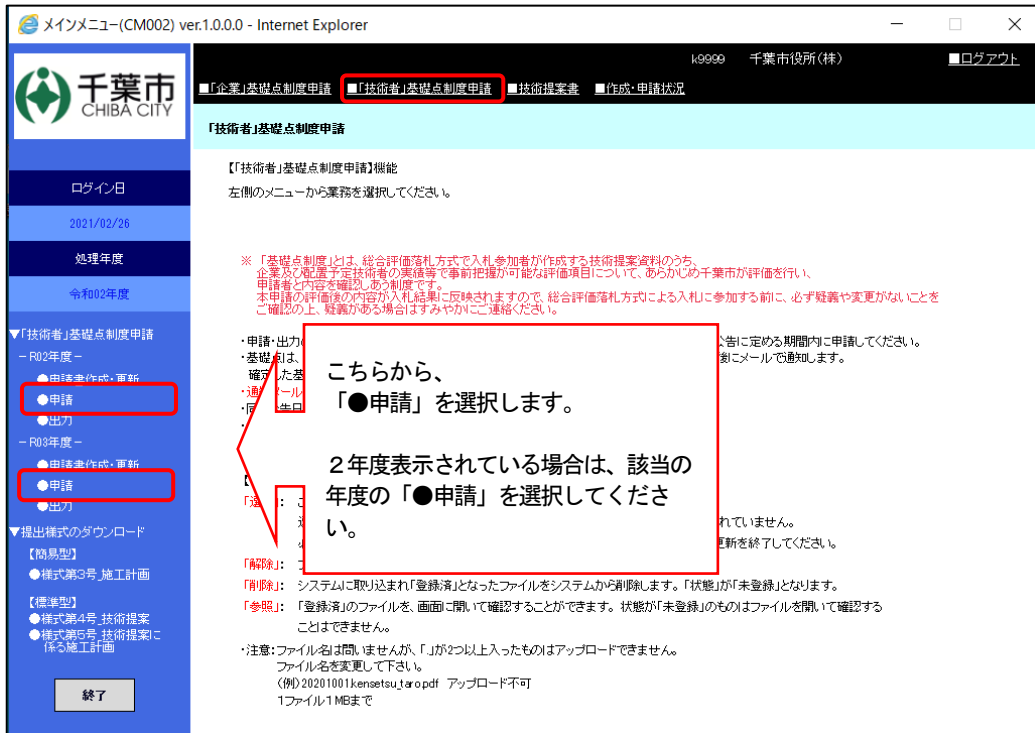 メインメニュー(CM002) ver.1.0.0.0 - Internet Explorer
千葉市
CHIBA CITY
k9999 千葉市役所(株) ■ログアウト
■「企業」基礎点制度申請 ■「技術者」基礎点制度申請 ■技術提案書 ■作成・申請状況
「技術者」基礎点制度申請
ログイン日
2021/02/26
処理年度
令和02年度
▼「技術者」基礎点制度申請
－R02年度－
●申請書作成・更新
●申請
●出力
－R03年度－
●申請書作成・更新
●申請
●出力
▼提出様式のダウンロード
【簡易型】
●様式第3号_施工計画
【標準型】
●様式第4号_技術提案
●様式第5号_技術提案に
係る施工計画
終了
【「技術者」基礎点制度申請】機能
左側のメニューから業務を選択してください。
※「基礎点制度」とは、総合評価落札方式で入札参加者が作成する技術提案資料のうち、
企業及び配置予定技術者の実績等で事前把握が可能な評価項目について、あらかじめ千葉市が評価を行い、
申請者と内容を確認しあう制度です。
本申請の評価後の内容が入札結果に反映されますので、総合評価落札方式による入札に参加する前に、必ず疑義や変更がないことを
ご確認の上、疑義がある場合はすみやかにご連絡ください。
・申請・出力 告に定める期間内に申請してください。
・基礎点は、 後にメールで通知します。
確定した基
こちらから、
「●申請」を選択します。
２年度表示されている場合は、該当の
年度の「●申請」を選択してくださ
い。
れていません。
更新を終了してください。
「解除」:
「削除」: システムに取り込まれ「登録済」となったファイルをシステムから削除します。「状態」が「未登録」となります。
「参照」: 「登録済」のファイルを、画面に開いて確認することができます。状態が「未登録」のものはファイルを開いて確認する
ことはできません。
・注意:ファイル名は問いませんが、「.」が2つ以上入ったものはアップロードできません。
ファイル名を変更して下さい。
(例)20201001.kensetsu_taro.pdf アップロード不可
1ファイル1MBまで